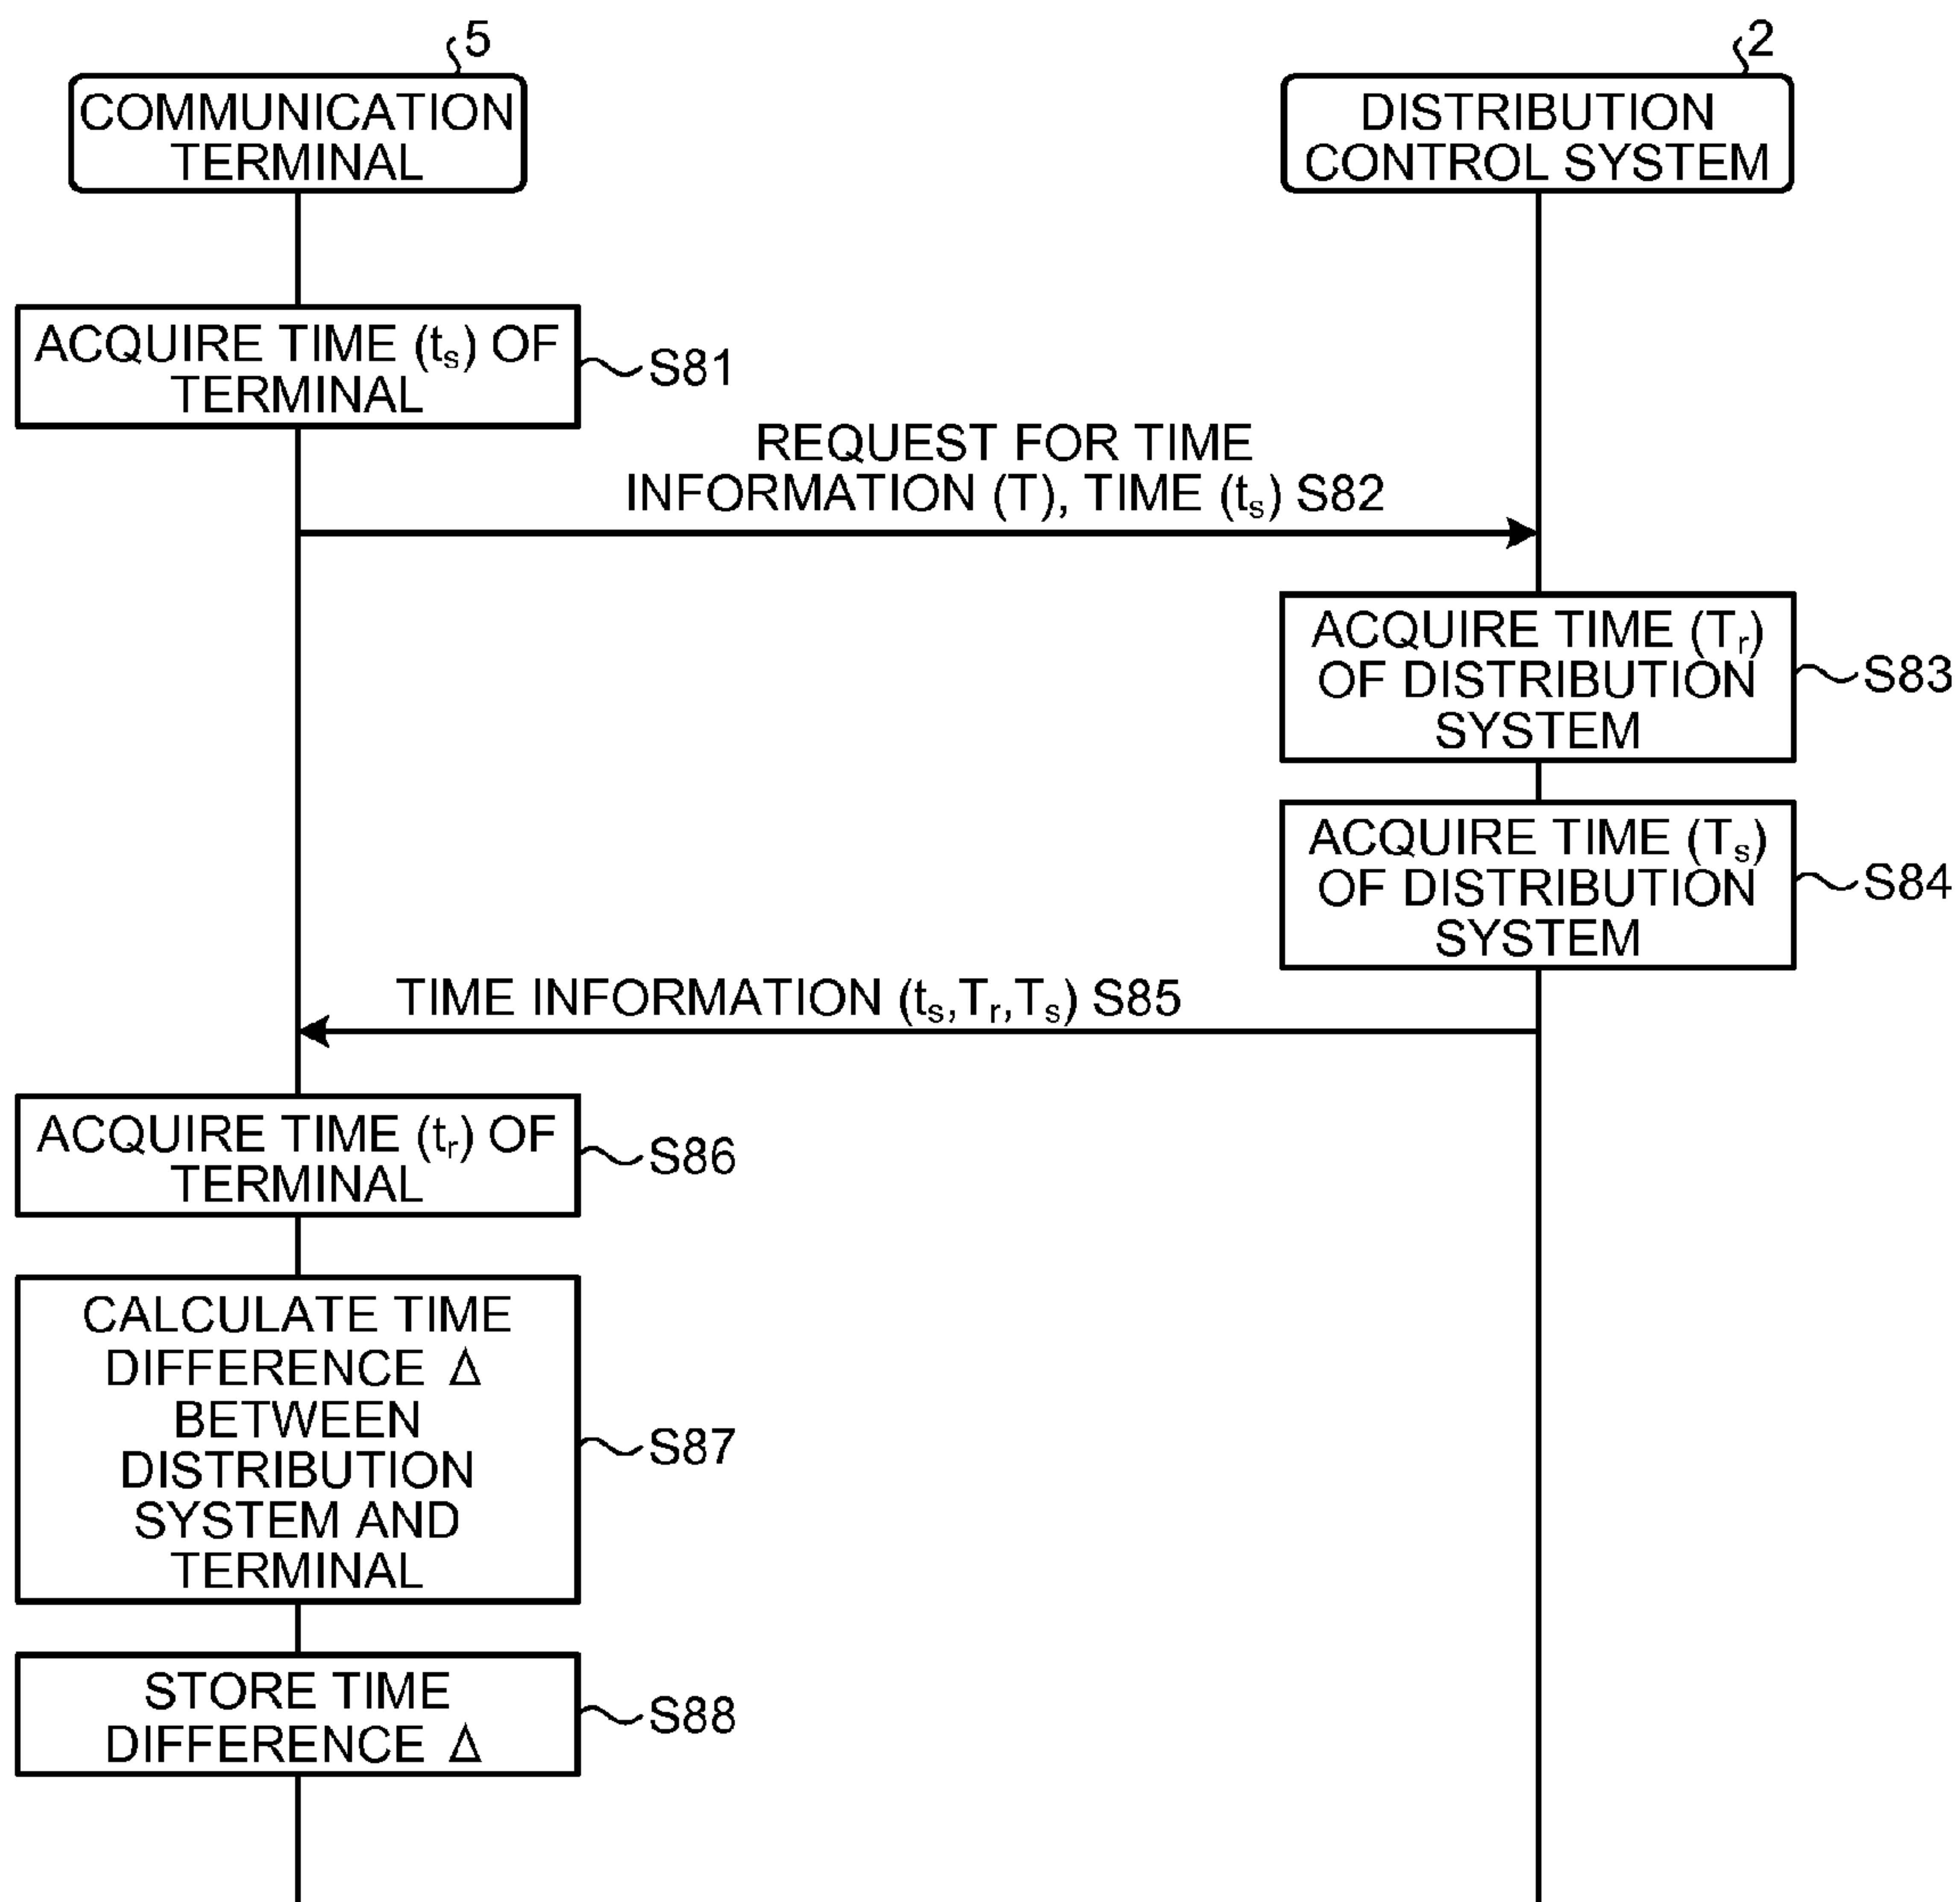 5
COMMUNICATION
TERMINAL
2
DISTRIBUTION
CONTROL SYSTEM
ACQUIRE TIME (tₛ) OF
TERMINAL
S81
REQUEST FOR TIME
INFORMATION (T), TIME (tₛ) S82
ACQUIRE TIME (Tᵣ)
OF DISTRIBUTION
SYSTEM
S83
ACQUIRE TIME (Tₛ)
OF DISTRIBUTION
SYSTEM
S84
TIME INFORMATION (tₛ,Tᵣ,Tₛ) S85
ACQUIRE TIME (tᵣ) OF
TERMINAL
S86
CALCULATE TIME
DIFFERENCE Δ
BETWEEN
DISTRIBUTION
SYSTEM AND
TERMINAL
S87
STORE TIME
DIFFERENCE Δ
S88